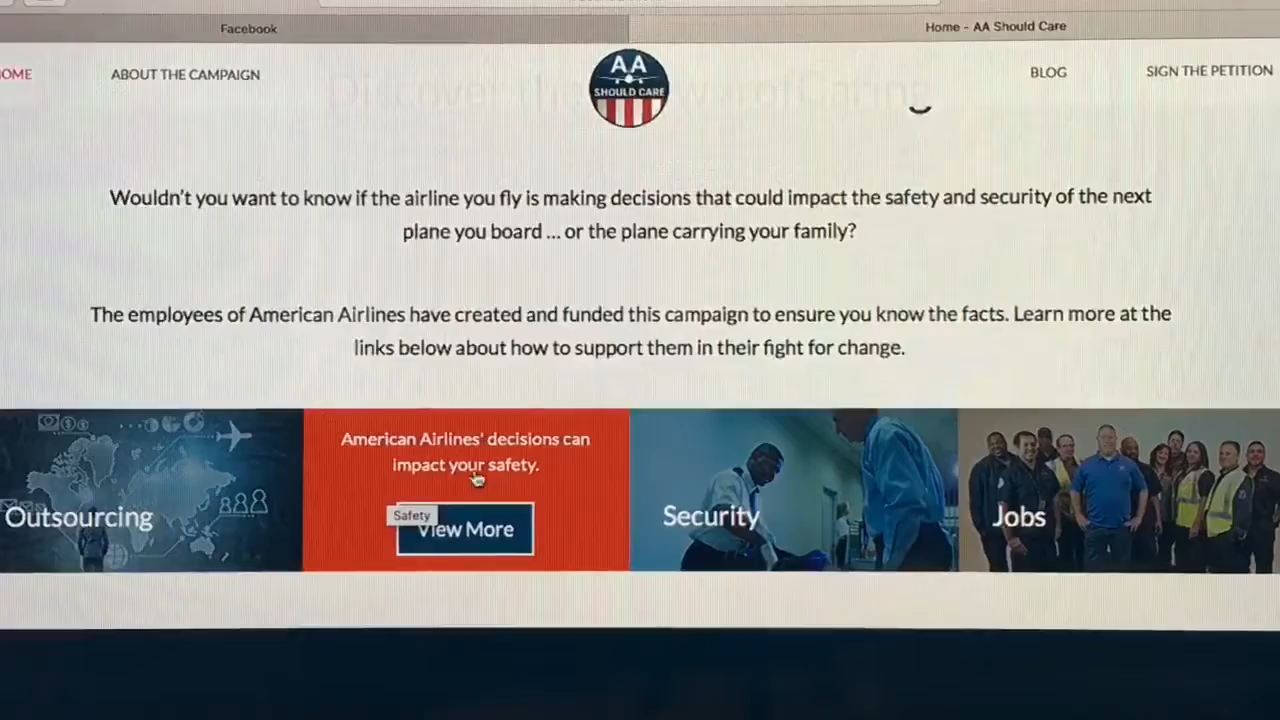 Facebook
Home - AA Should Care
OME
ABOUT THE CAMPAIGN
AA
SHOULD CARE
BLOG
SIGN THE PETITION
Wouldn't you want to know if the airline you fly is making decisions that could impact the safety and security of the next
plane you board ... or the plane carrying your family?
The employees of American Airlines have created and funded this campaign to ensure you know the facts. Learn more at the
links below about how to support them in their fight for change.
American Airlines' decisions can
impact your safety.
Safety
View More
Outsourcing
Security
Jobs